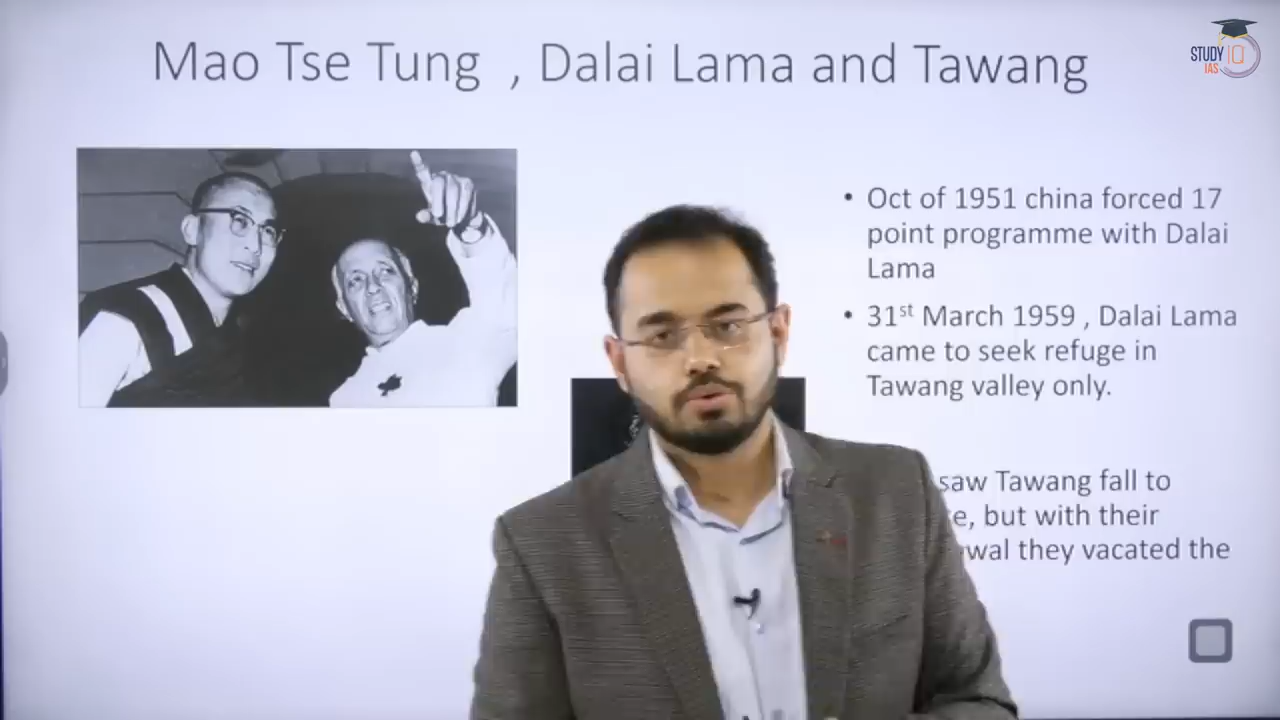 Mao Tse Tung , Dalai Lama and Tawang
STUDY IQ
IAS
• Oct of 1951 china forced 17
point programme with Dalai
Lama
• 31st March 1959 , Dalai Lama
came to seek refuge in
Tawang valley only.
saw Tawang fall to
but with their
they vacated the